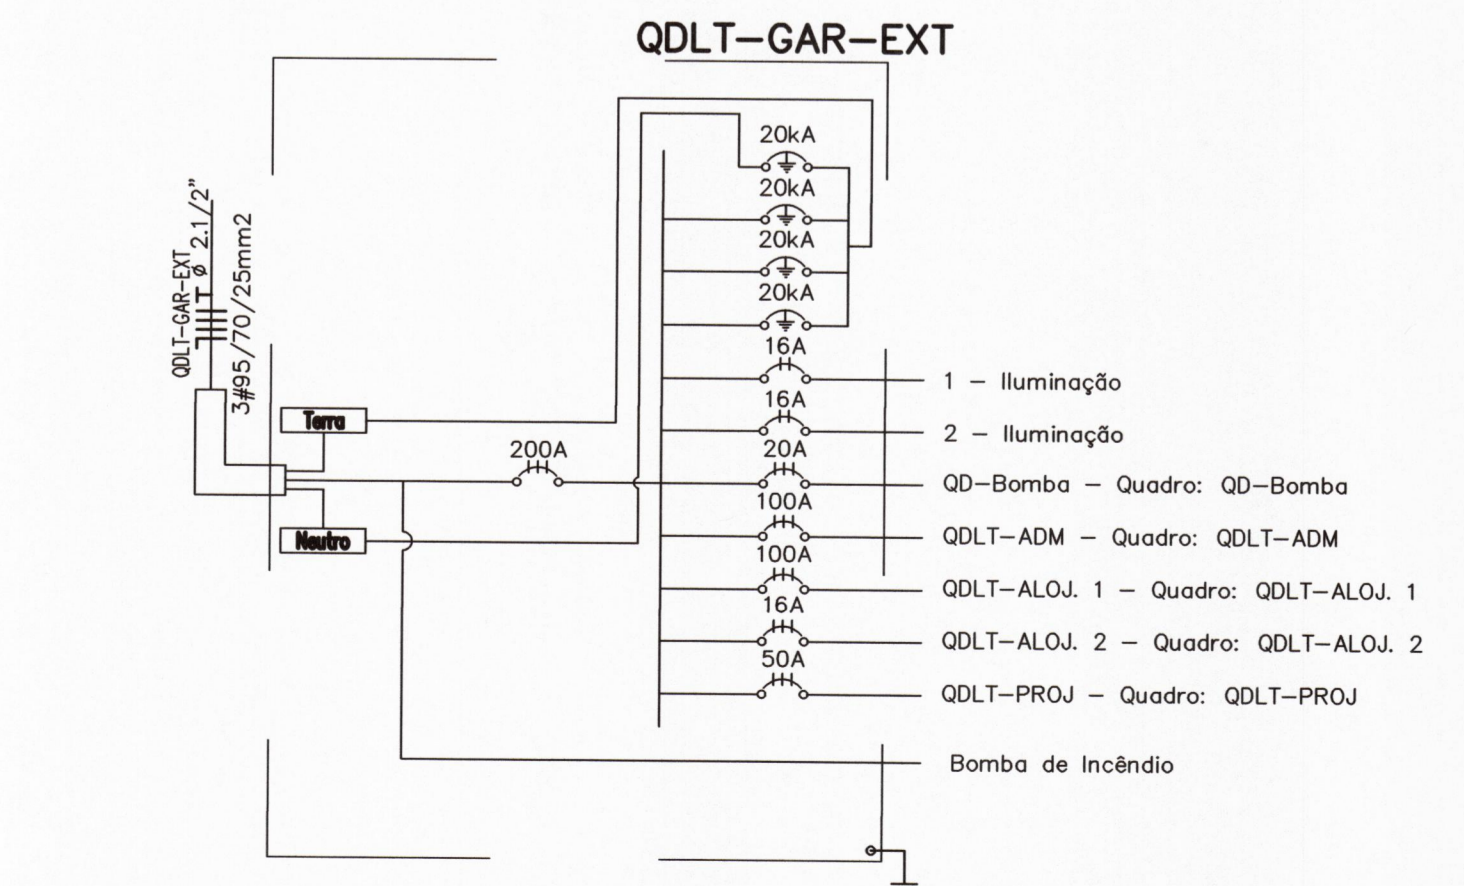 QDLT-GAR-EXT
20kA
20kA
20kA
20kA
QDLT-GAR-EXT
ø 2.1/2"
3#95/70/25mm2
Terra
Neutro
200A
16A
1 - Iluminação
16A
2 - Iluminação
20A
QD-Bomba - Quadro: QD-Bomba
100A
QDLT-ADM - Quadro: QDLT-ADM
100A
QDLT-ALOJ. 1 - Quadro: QDLT-ALOJ. 1
16A
QDLT-ALOJ. 2 - Quadro: QDLT-ALOJ. 2
50A
QDLT-PROJ - Quadro: QDLT-PROJ
Bomba de Incêndio